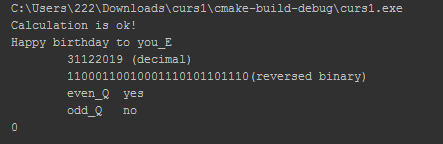 C:\Users\222\Downloads\curs1\cmake-build-debug\curs1.exe
Calculation is ok!
Happy birthday to you_E
31122019 (decimal)
11000110010001110101101110(reversed binary)
even_Q yes
odd_Q no
0